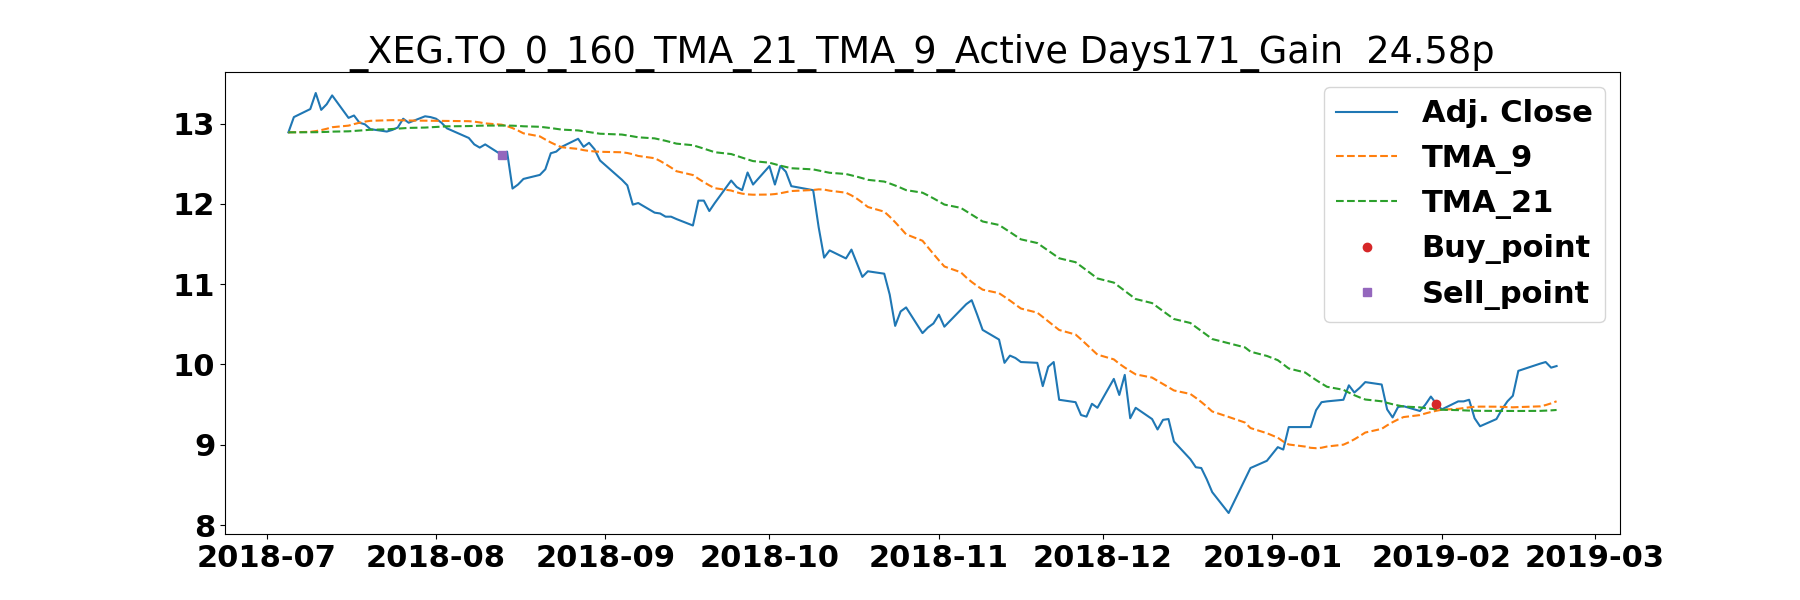 _XEG.TO_0_160_TMA_21_TMA_9_Active Days171_Gain  24.58p
Adj. Close
TMA_9
TMA_21
Buy_point
Sell_point
13
12
11
10
9
8
2018-07 2018-08 2018-09 2018-10 2018-11 2018-12 2019-01 2019-02 2019-03